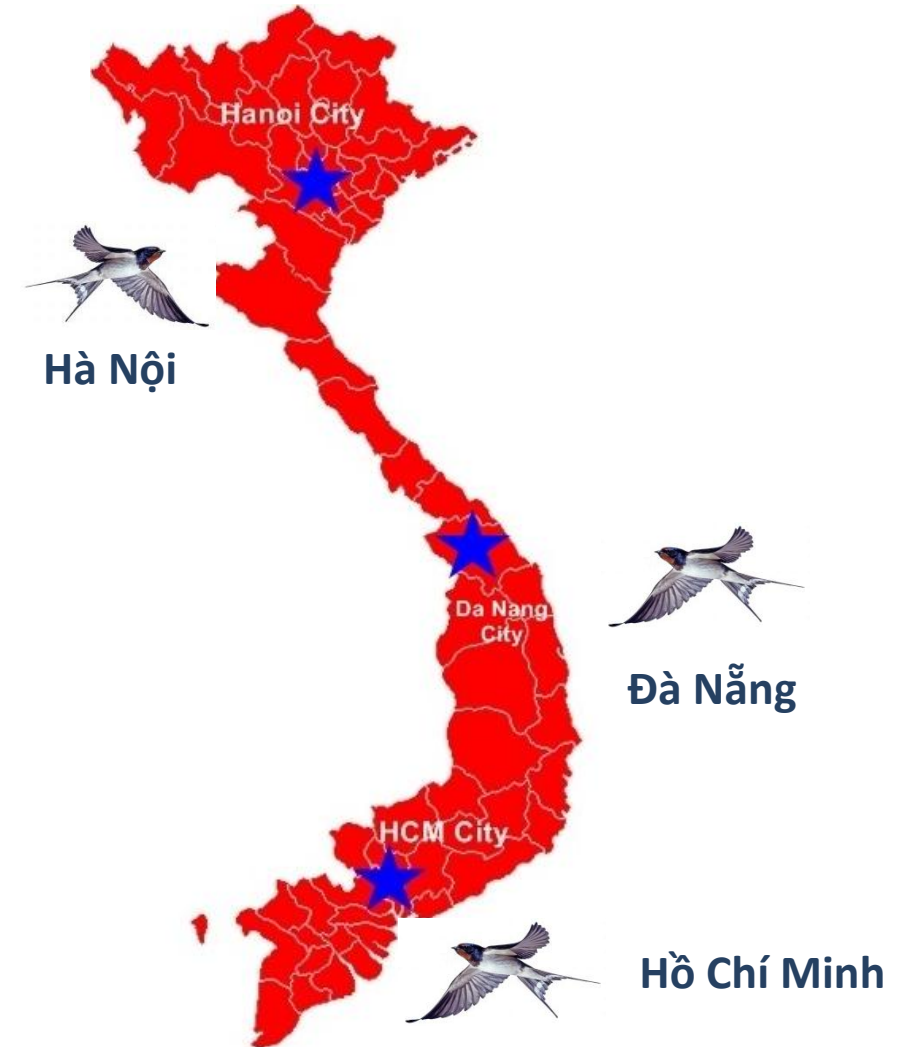 Hanoi City
Hà Nội
Da Nang
City
Đà Nẵng
HCM City
Hồ Chí Minh